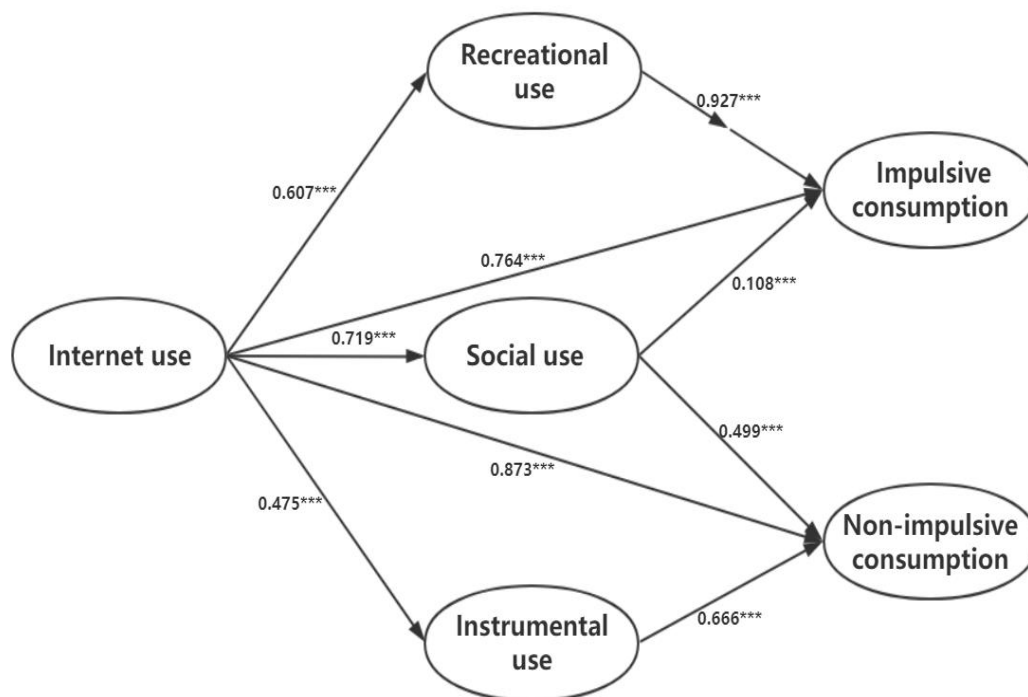 Recreational
use
0.927***
Impulsive
consumption
0.607***
0.764***
0.108***
0.719***
Internet use
Social use
0.499***
0.873***
0.475***
Non-impulsive
consumption
0.666***
Instrumental
use